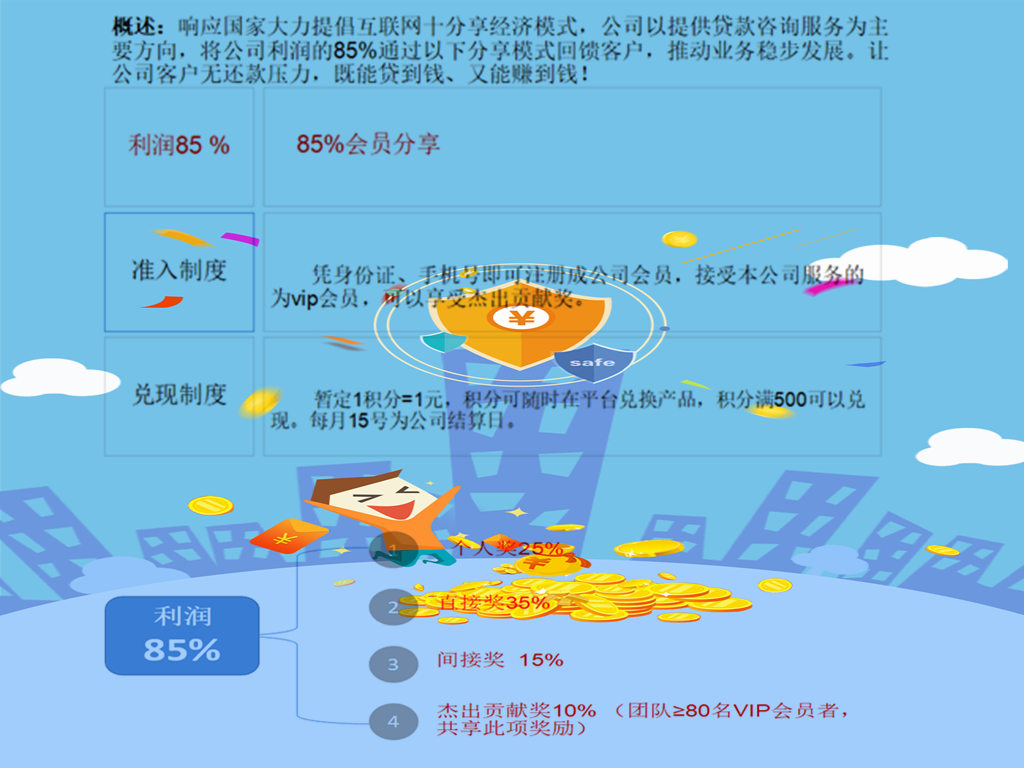 概述：响应国家大力提倡互联网十分享经济模式，公司以提供贷款咨询服务为主
要方向，将公司利润的85%通过以下分享模式回馈客户，推动业务稳步发展。让
公司客户无还款压力，既能贷到钱、又能赚到钱！
利润85 %
85%会员分享
准入制度
凭身份证、手机号即可注册成公司会员，接受本公司服务的
为vip会员，可以享受杰出贡献奖。
¥
safe
兑现制度
暂定1积分=1元，积分可随时在平台兑换产品，积分满500可以兑
现。每月15号为公司结算日。
¥
¥
1 个人奖25%
2 直接奖35%
利润
85%
3 间接奖 15%
4 杰出贡献奖10% （团队≥80名VIP会员者，
共享此项奖励）